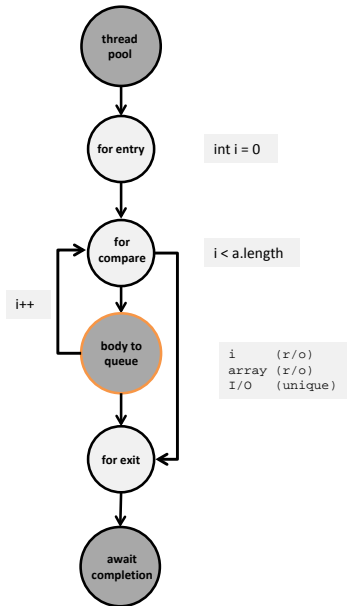 thread
pool
for entry
int i = 0
for
compare
i < a.length
i++
body to
queue
i (r/o)
array (r/o)
I/O (unique)
for exit
await
completion